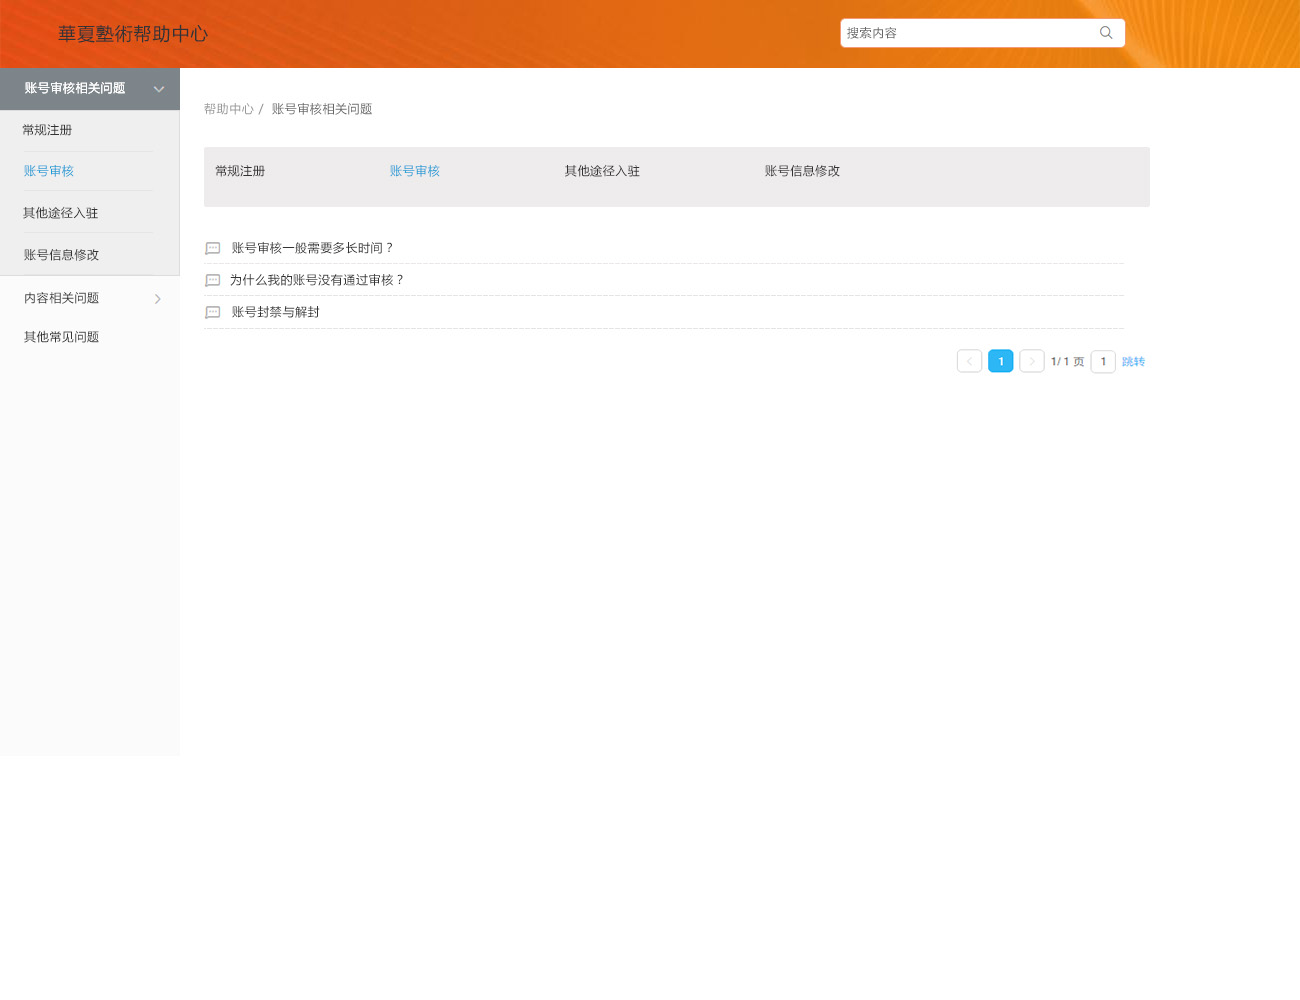 華夏塾術帮助中心
搜索内容
账号审核相关问题
常规注册
账号审核
其他途径入驻
账号信息修改
内容相关问题
其他常见问题
帮助中心 / 账号审核相关问题
常规注册 账号审核 其他途径入驻 账号信息修改
账号审核一般需要多长时间？
为什么我的账号没有通过审核？
账号封禁与解封
1 1/ 1 页 1 跳转